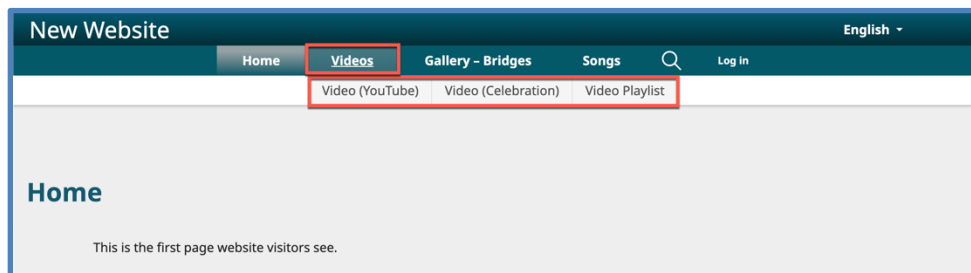 New Website
English
Home Videos Gallery – Bridges Songs Log in
Video (YouTube) Video (Celebration) Video Playlist
Home
This is the first page website visitors see.